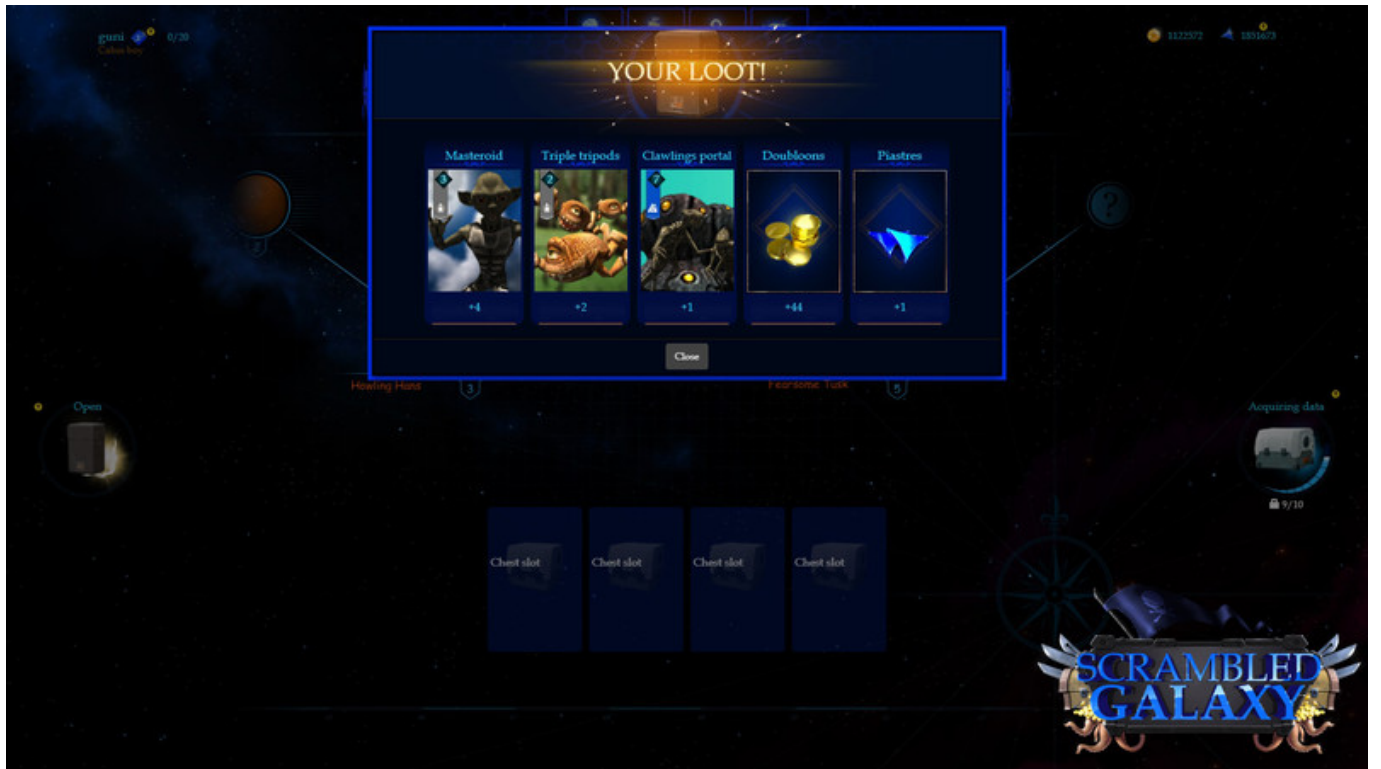 guni 3 0/20
Cabin boy
1122572 1851673
YOUR LOOT!
Masteroid Triple tripods Clawlings portal Doubloons Piastres
3 2 7
+4 +2 +1 +44 +1
Close
?
Howling Hans 3 Fearsome Tusk 5
Open
Acquiring data
9/10
Chest slot Chest slot Chest slot Chest slot
SCRAMBLED
GALAXY